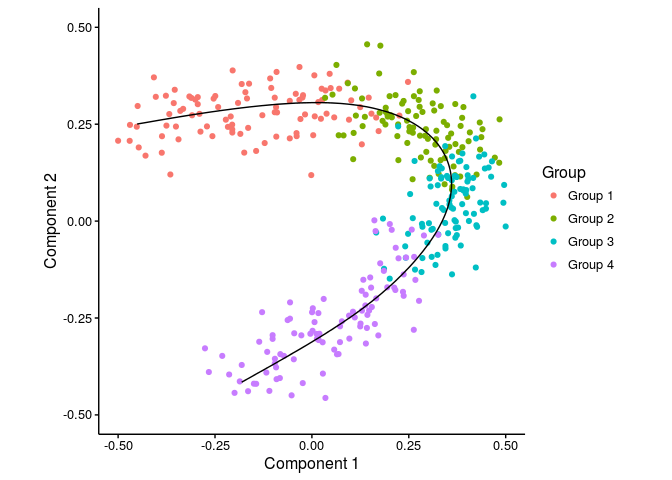 0.50
0.25
0.00
-0.25
-0.50
Component 2
-0.50 -0.25 0.00 0.25 0.50
Component 1
Group
Group 1
Group 2
Group 3
Group 4